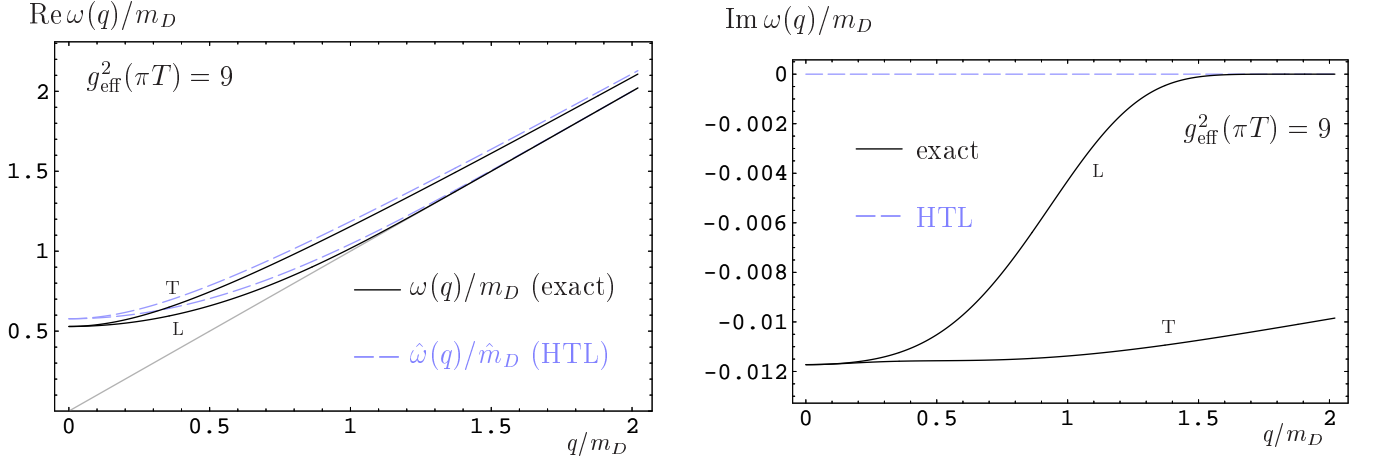 Re ω(q)/m_D
g²_eff(πT) = 9
2
1.5
1
0.5
T
L
ω(q)/m_D (exact)
ω̂(q)/m̂_D (HTL)
0 0.5 1 1.5 2
q/m_D
Im ω(q)/m_D
0
-0.002
-0.004
-0.006
-0.008
-0.01
-0.012
g²_eff(πT) = 9
exact
HTL
L
T
0 0.5 1 1.5 2
q/m_D